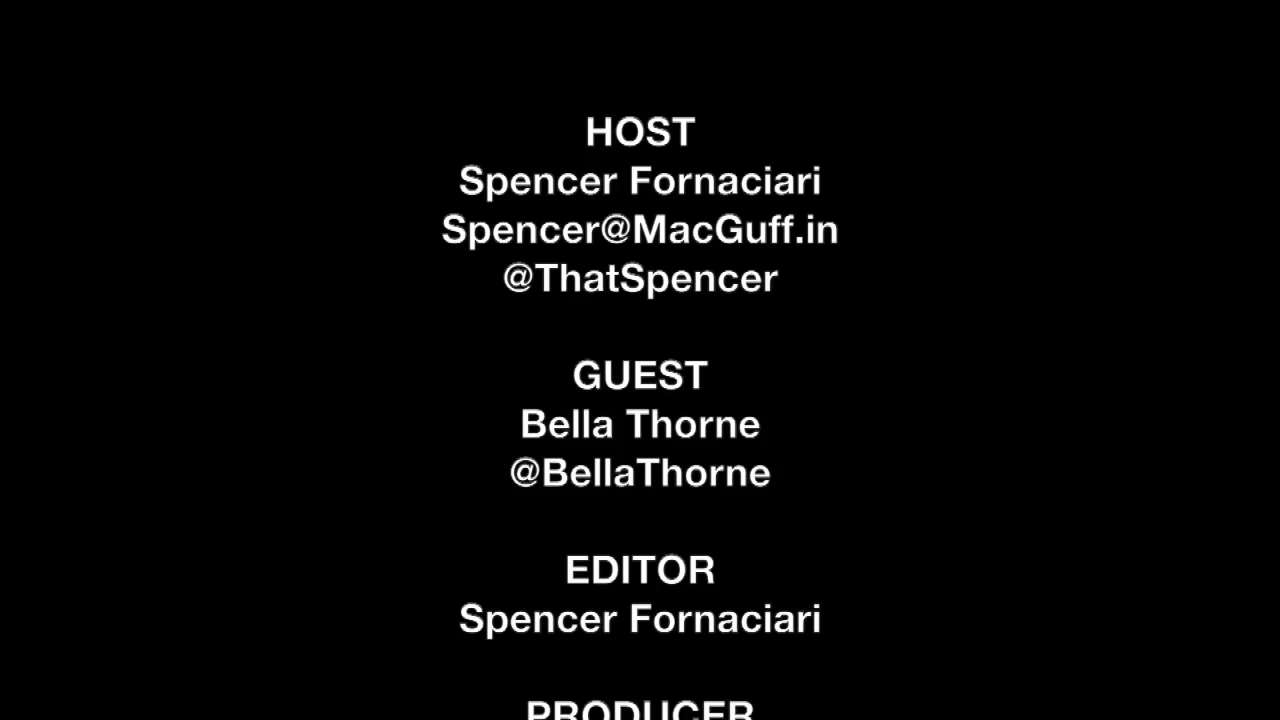 HOST
Spencer Fornaciari
Spencer@MacGuff.in
@ThatSpencer
GUEST
Bella Thorne
@BellaThorne
EDITOR
Spencer Fornaciari
PRODUCER